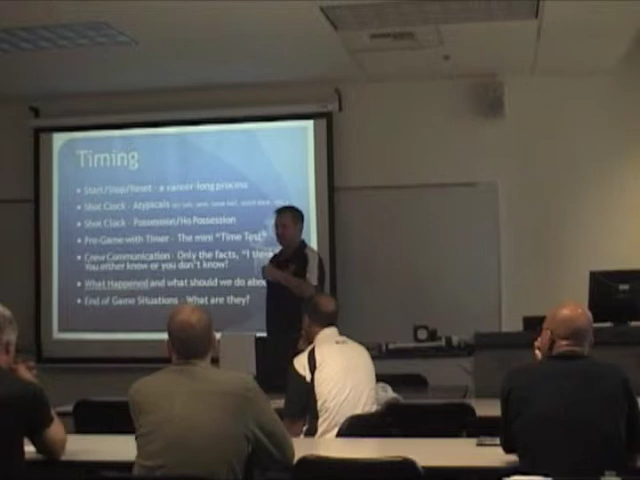 Timing
Start/Stop/Reset - a career-long process
Shot Clock - Atypicals
Shot Clock - Possession/No Possession
Pre-Game with Timer - The mini "Time Test"
Crew Communication - Only the facts, "I
You either know or you don't know!
What Happened and what should we do
End of Game Situations - What are they?